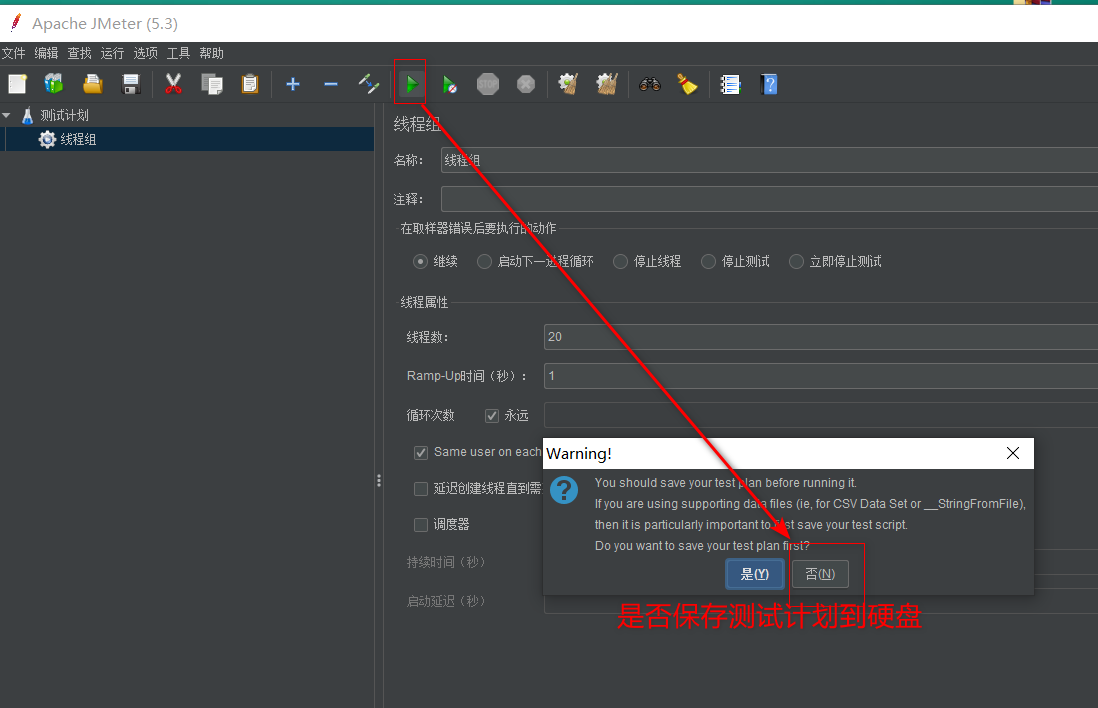 Apache JMeter (5.3)
文件 编辑 查找 运行 选项 工具 帮助
STOP
测试计划
线程组
线程组
名称：
线程组
注释：
在取样器错误后要执行的动作
继续 启动下一进程循环 停止线程 停止测试 立即停止测试
线程属性
线程数：
20
Ramp-Up时间（秒）：
1
循环次数 永远
Same user on each
延迟创建线程直到需
调度器
持续时间（秒）
启动延迟（秒）
Warning!
You should save your test plan before running it.
If you are using supporting data files (ie, for CSV Data Set or __StringFromFile),
then it is particularly important to first save your test script.
Do you want to save your test plan first?
是(Y) 否(N)
是否保存测试计划到硬盘